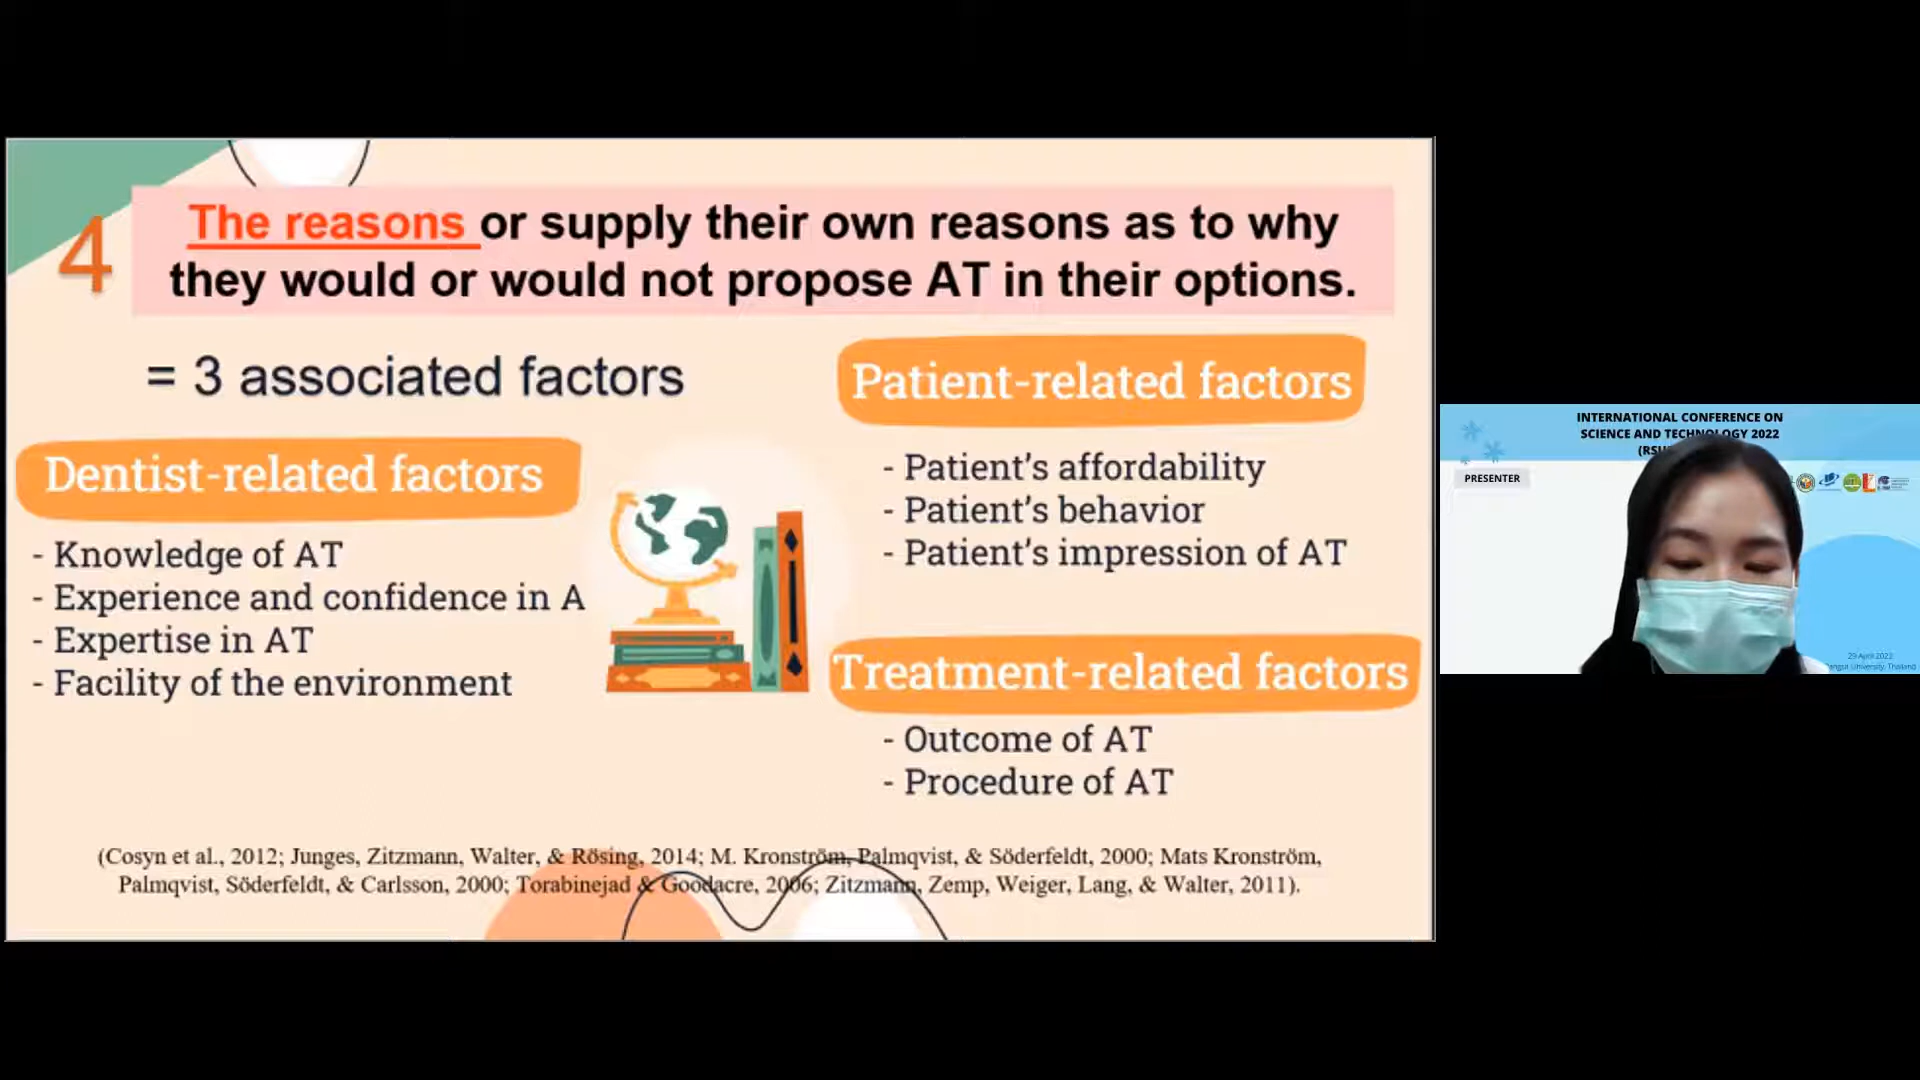 4
The reasons or supply their own reasons as to why
they would or would not propose AT in their options.
= 3 associated factors
Dentist-related factors
- Knowledge of AT
- Experience and confidence in A
- Expertise in AT
- Facility of the environment
Patient-related factors
- Patient's affordability
- Patient's behavior
- Patient's impression of AT
Treatment-related factors
- Outcome of AT
- Procedure of AT
(Cosyn et al., 2012; Junges, Zitzmann, Walter, & Rösing, 2014; M. Kronström, Palmqvist, & Söderfeldt, 2000; Mats Kronström,
Palmqvist, Söderfeldt, & Carlsson, 2000; Torabinejad & Goodacre, 2006; Zitzmann, Zemp, Weiger, Lang, & Walter, 2011).
INTERNATIONAL CONFERENCE ON
SCIENCE AND TECHNOLOGY 2022
(RSU
PRESENTER
29 April 2022
University, Thailand